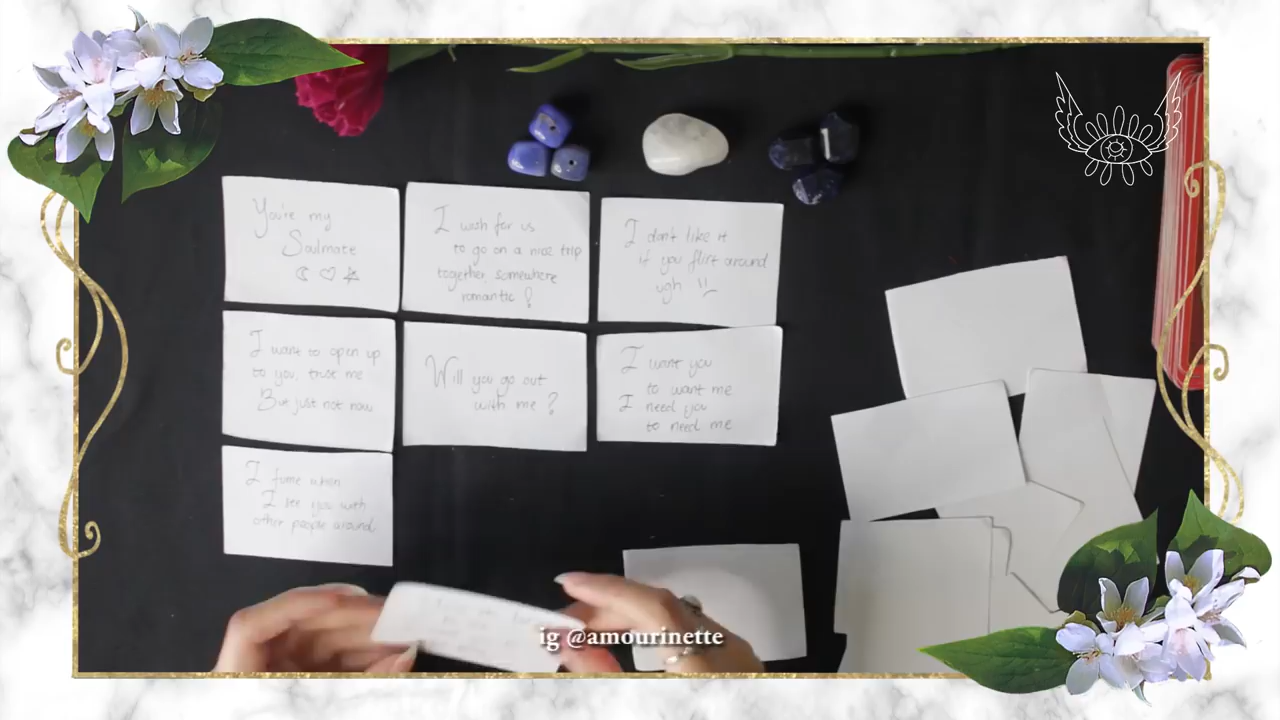 You're my
Soulmate
I wish for us
to go on a nice trip
together, somewhere
romantic !
I don't like it
if you flirt around
ugh
I want to open up
to you, trust me
But just not now
Will you go out
with me ?
I want you
to want me
I need you
to need me
I fume when
I see you with
other people around
ig @amourinette